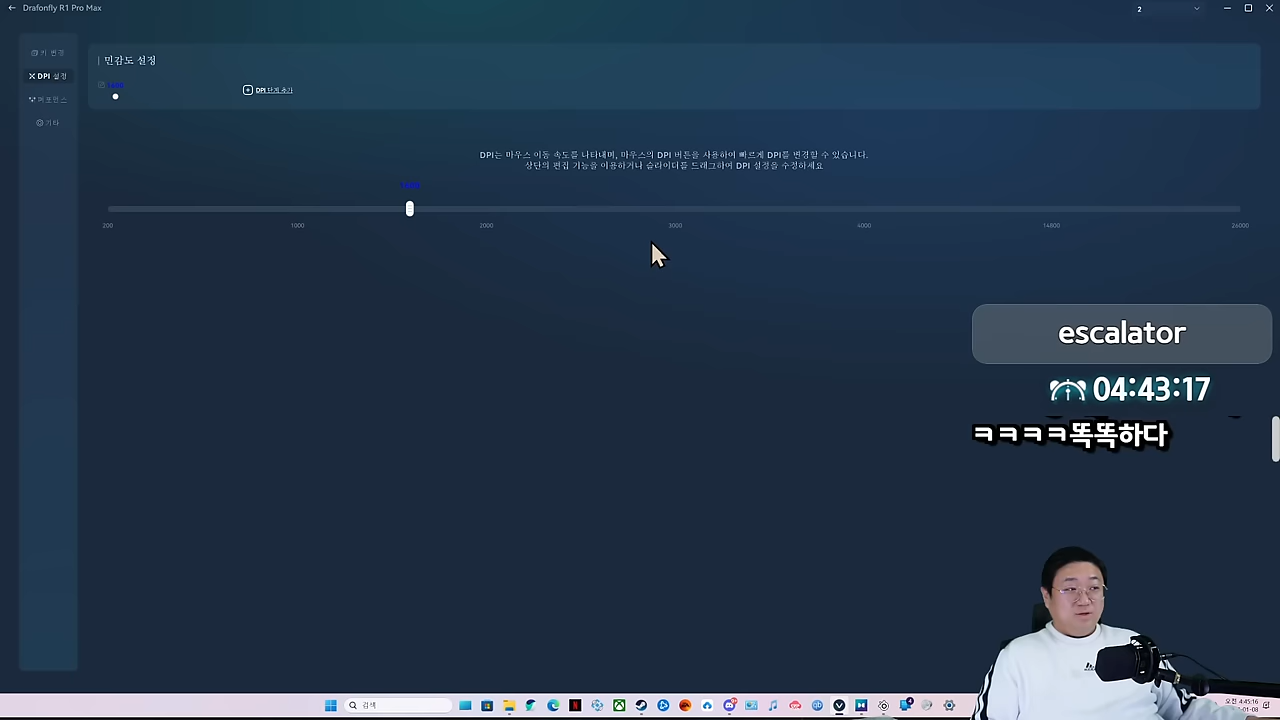 Drafonfly R1 Pro Max
2
키 변경
DPI 설정
퍼포먼스
기타
민감도 설정
DPI 단계 추가
DPI는 마우스 이동 속도를 나타내며, 마우스의 DPI 버튼을 사용하여 빠르게 DPI를 변경할 수 있습니다.
상단의 편집 기능을 이용하거나 슬라이더를 드래그하여 DPI 설정을 수정하세요
200
1000
2000
3000
4000
14800
26000
escalator
04:43:17
ㅋㅋㅋㅋ똑똑하다
검색
오전 4:45:16